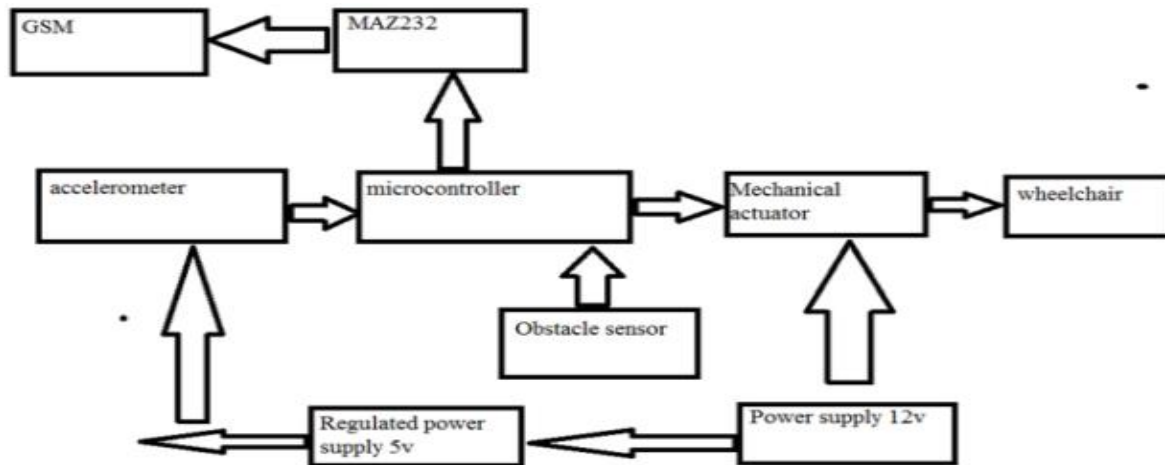 GSM
MAZ232
accelerometer
microcontroller
Mechanical
actuator
wheelchair
Obstacle sensor
Regulated power
supply 5v
Power supply 12v